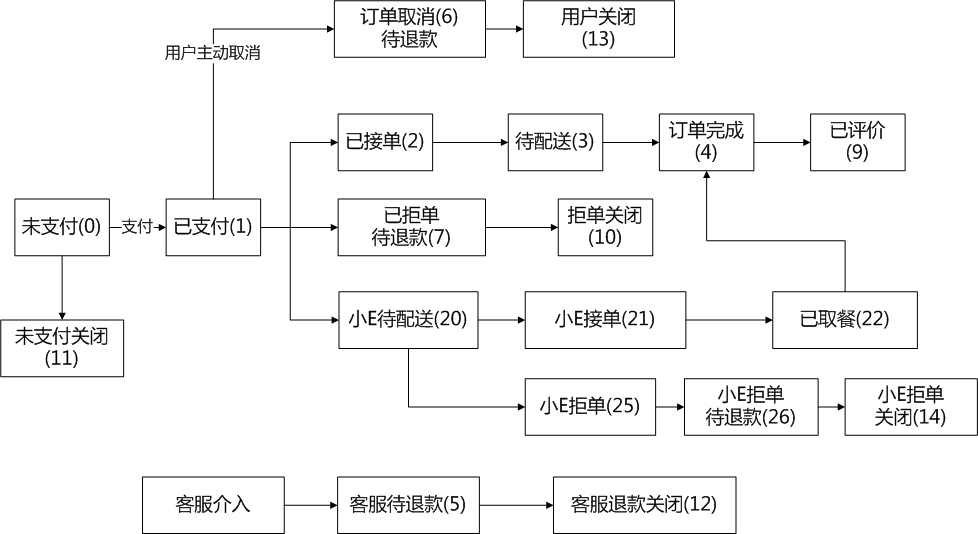 订单取消(6)
待退款
用户关闭
(13)
用户主动取消
已接单(2)
待配送(3)
订单完成
(4)
已评价
(9)
未支付(0)
支付
已支付(1)
已拒单
待退款(7)
拒单关闭
(10)
未支付关闭
(11)
小E待配送(20)
小E接单(21)
已取餐(22)
小E拒单(25)
小E拒单
待退款(26)
小E拒单
关闭(14)
客服介入
客服待退款(5)
客服退款关闭(12)